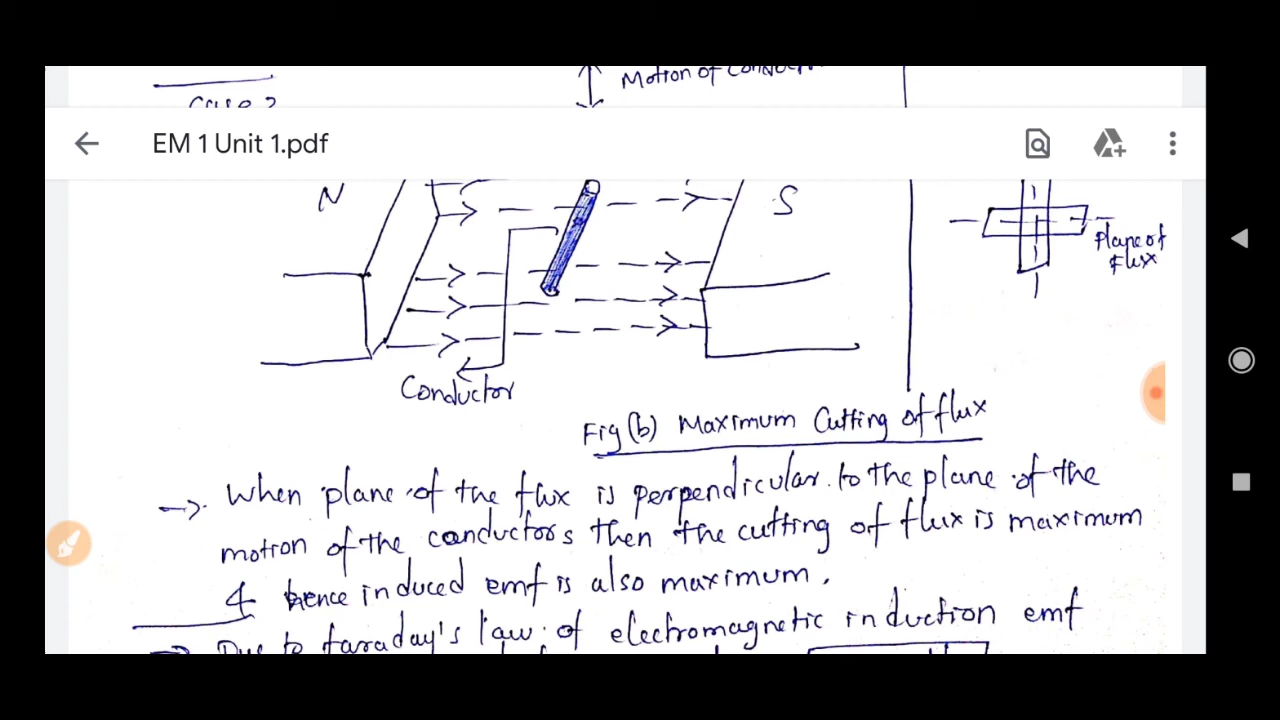 Motion of
Case 2
EM 1 Unit 1.pdf
N
S
Plane of
flux
Conductor
Fig (b) Maximum Cutting of flux
→ When plane of the flux is perpendicular to the plane of the
motion of the conductors then the cutting of flux is maximum
& hence induced emf is also maximum.
→ Due to faraday's law of electromagnetic induction emf